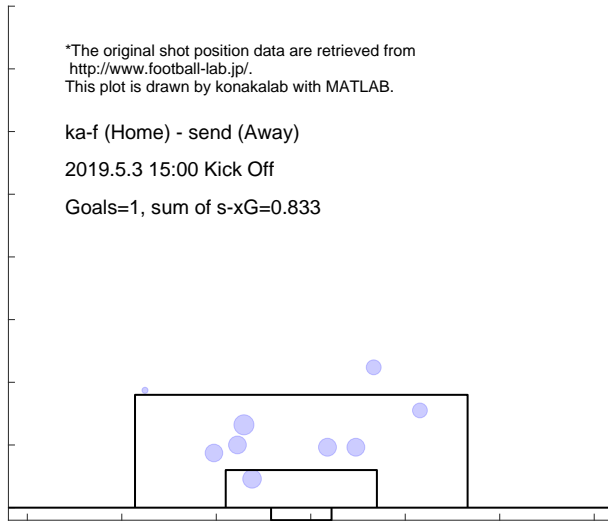 *The original shot position data are retrieved from
http://www.football-lab.jp/.
This plot is drawn by konakalab with MATLAB.
ka-f (Home) - send (Away)
2019.5.3 15:00 Kick Off
Goals=1, sum of s-xG=0.833